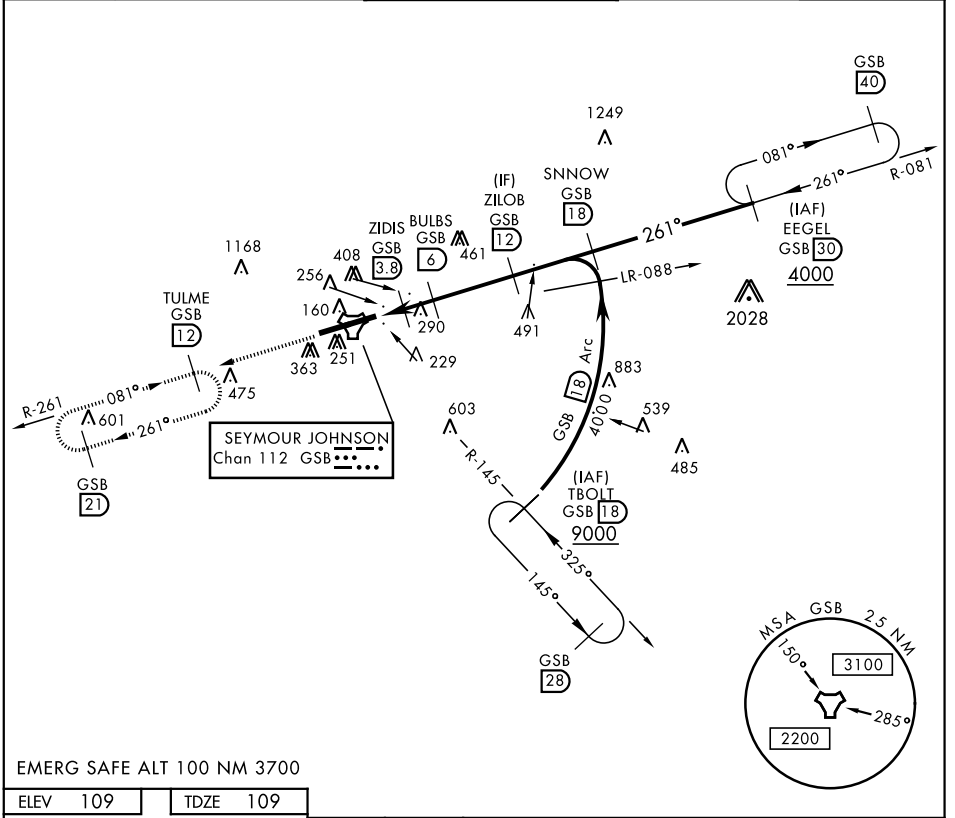 GSB
40
1249
081°
R-081
261°
SNNOW
GSB
18
(IF)
ZILOB
GSB
12
261°
(IAF)
EEGEL
GSB 30
4000
ZIDIS
GSB
3.8
BULBS
GSB
6
461
1168
408
256
LR-088
2028
TULME
GSB
12
160
290
491
363
251
229
475
GSB 18 Arc
4000
883
R-261
081°
601
261°
603
539
485
SEYMOUR JOHNSON
Chan 112 GSB
R-145
GSB
21
(IAF)
TBOLT
GSB 18
9000
325°
145°
GSB
28
MSA GSB 25 NM
150°
3100
285°
2200
EMERG SAFE ALT 100 NM 3700
ELEV 109
TDZE 109